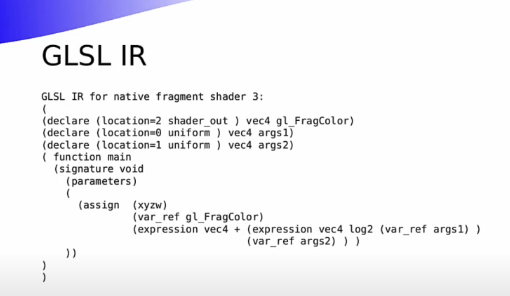 GLSL IR
GLSL IR for native fragment shader 3:
(
(declare (location=2 shader_out ) vec4 gl_FragColor)
(declare (location=0 uniform ) vec4 args1)
(declare (location=1 uniform ) vec4 args2)
( function main
(signature void
(parameters)
(
(assign (xyzw)
(var_ref gl_FragColor)
(expression vec4 + (expression vec4 log2 (var_ref args1) )
(var_ref args2) ) )
))
)
)